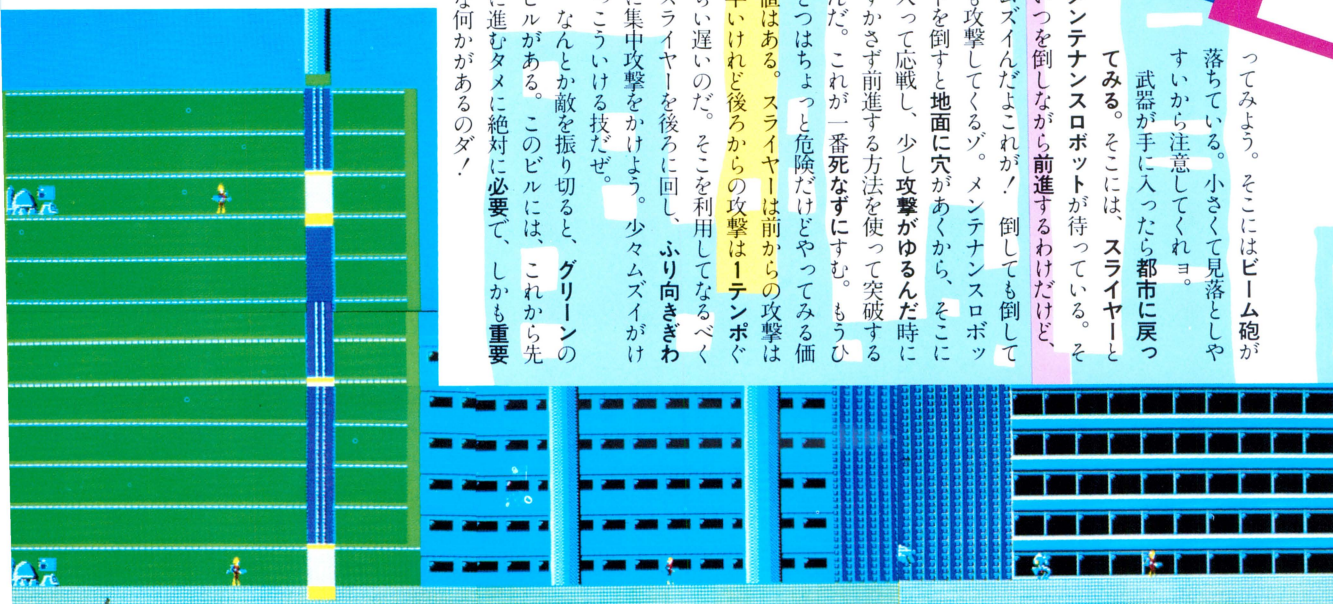 ってみよう。そこにはビーム砲が
落ちている。小さくて見落としや
すいから注意してくれョ。
武器が手に入ったら都市に戻っ
てみる。そこには、スライヤーと
ンテナンスロボットが待っている。そ
いつを倒しながら前進するわけだけど、
ムズイんだよこれが！　倒しても倒して
も攻撃してくるゾ。メンテナンスロボッ
を倒すと地面に穴があくから、そこに
入って応戦し、少し攻撃がゆるんだ時に
すかさず前進する方法を使って突破する
んだ。これが一番死なずにすむ。もうひ
とつはちょっと危険だけどやってみる価
値はある。スライヤーは前からの攻撃は
いけれど後ろからの攻撃は1テンポぐ
らい遅いのだ。そこを利用してなるべく
スライヤーを後ろに回し、ふり向きぎわ
に集中攻撃をかけよう。少々ムズイがけ
っこういける技だぜ。
なんとか敵を振り切ると、グリーンの
ビルがある。このビルには、これから先
に進むタメに絶対に必要で、しかも重要
な何かがあるのダ！